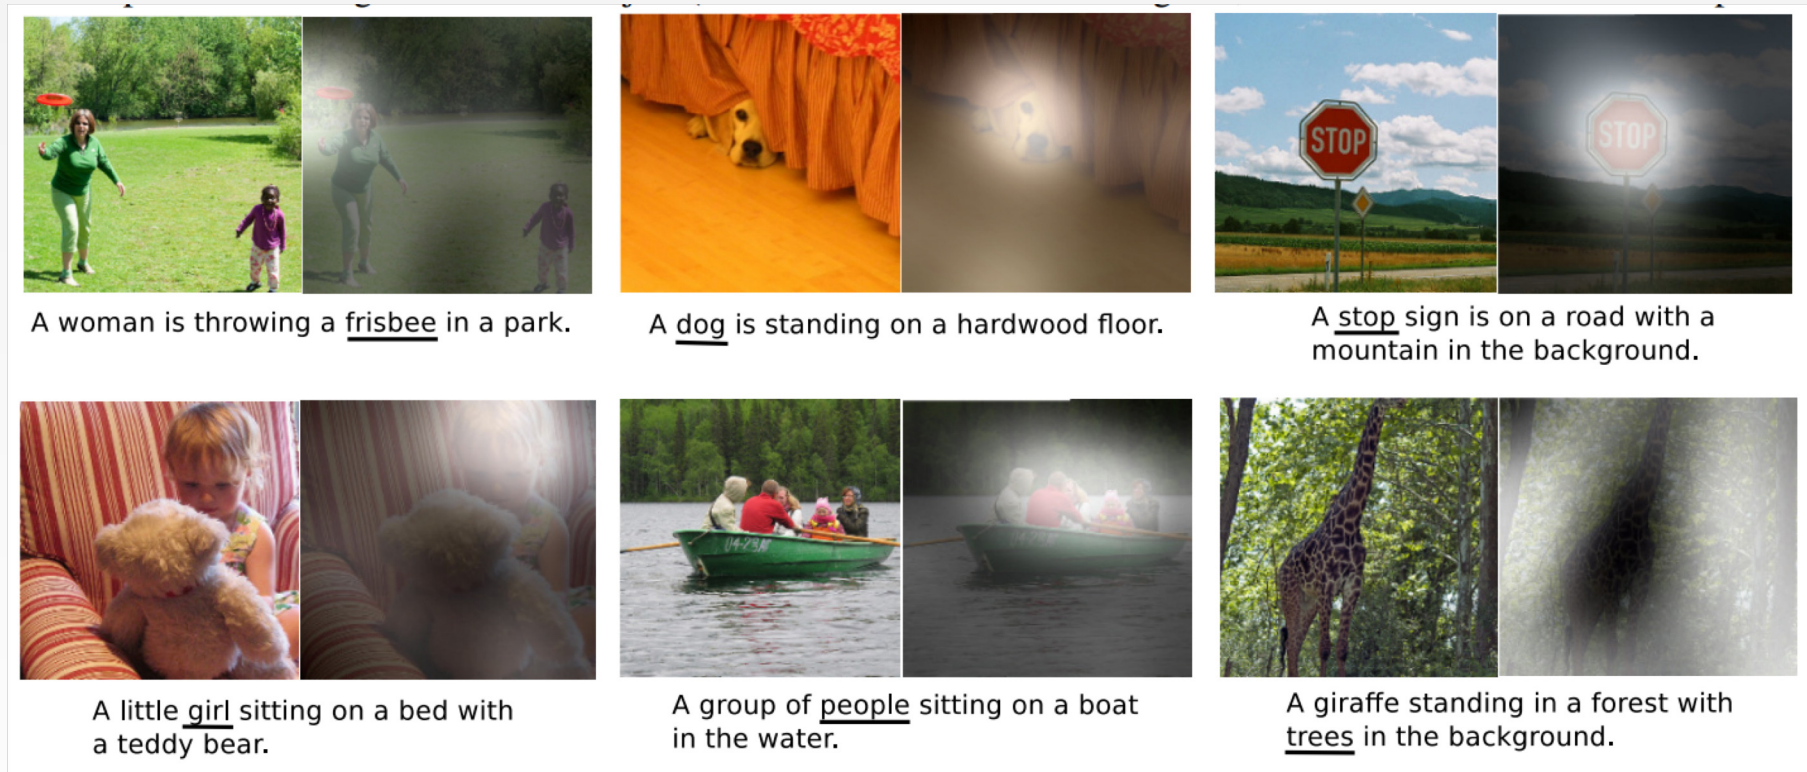 A woman is throwing a frisbee in a park.
A dog is standing on a hardwood floor.
STOP
STOP
A stop sign is on a road with a
mountain in the background.
A little girl sitting on a bed with
a teddy bear.
A group of people sitting on a boat
in the water.
A giraffe standing in a forest with
trees in the background.